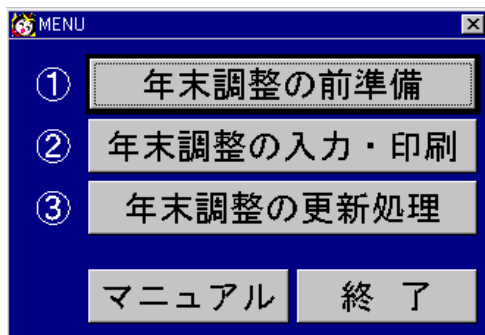 MENU
① 年末調整の前準備
② 年末調整の入力・印刷
③ 年末調整の更新処理
マニュアル 終 了